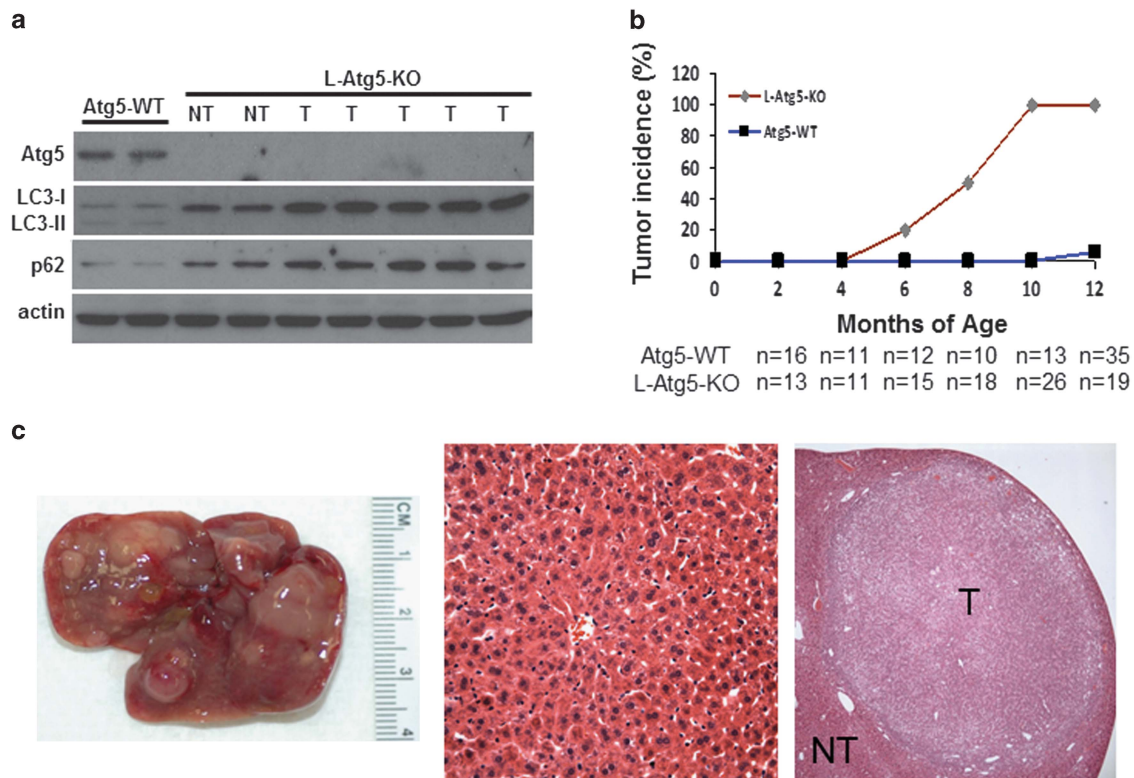 a
L-Atg5-KO
Atg5-WT
NT NT T T T T T
Atg5
LC3-I
LC3-II
p62
actin
b
Tumor incidence (%)
120
100
80
60
40
20
0
L-Atg5-KO
Atg5-WT
0 2 4 6 8 10 12
Months of Age
Atg5-WT n=16 n=11 n=12 n=10 n=13 n=35
L-Atg5-KO n=13 n=11 n=15 n=18 n=26 n=19
c
CM
1
2
3
4
T
NT